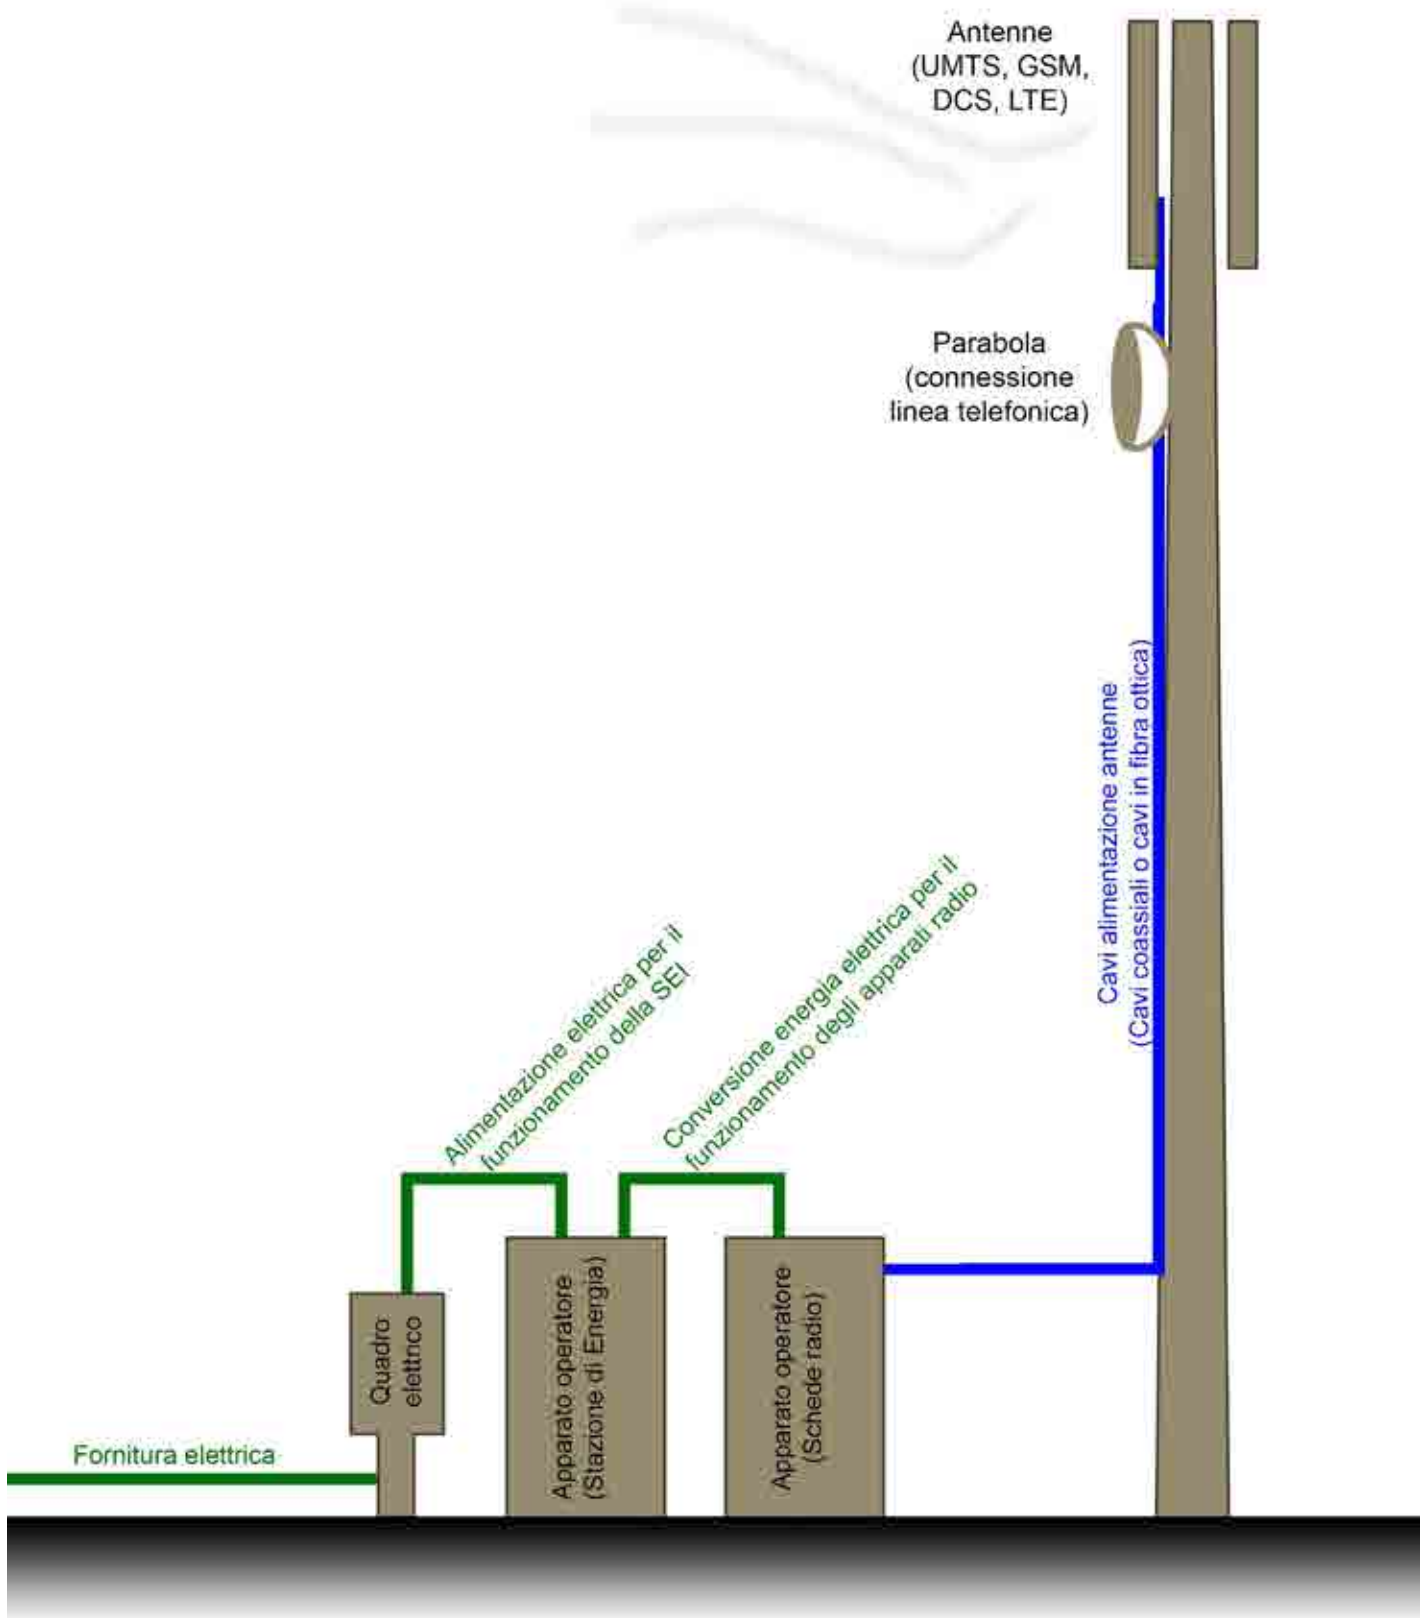 Antenne
(UMTS, GSM,
DCS, LTE)
Parabola
(connessione
linea telefonica)
Cavi alimentazione antenne
(Cavi coassiali o cavi in fibra ottica)
Alimentazione elettrica per il
funzionamento della SEI
Conversione energia elettrica per il
funzionamento degli apparati radio
Quadro
elettrico
Apparato operatore
(Stazione di Energia)
Apparato operatore
(Schede radio)
Fornitura elettrica